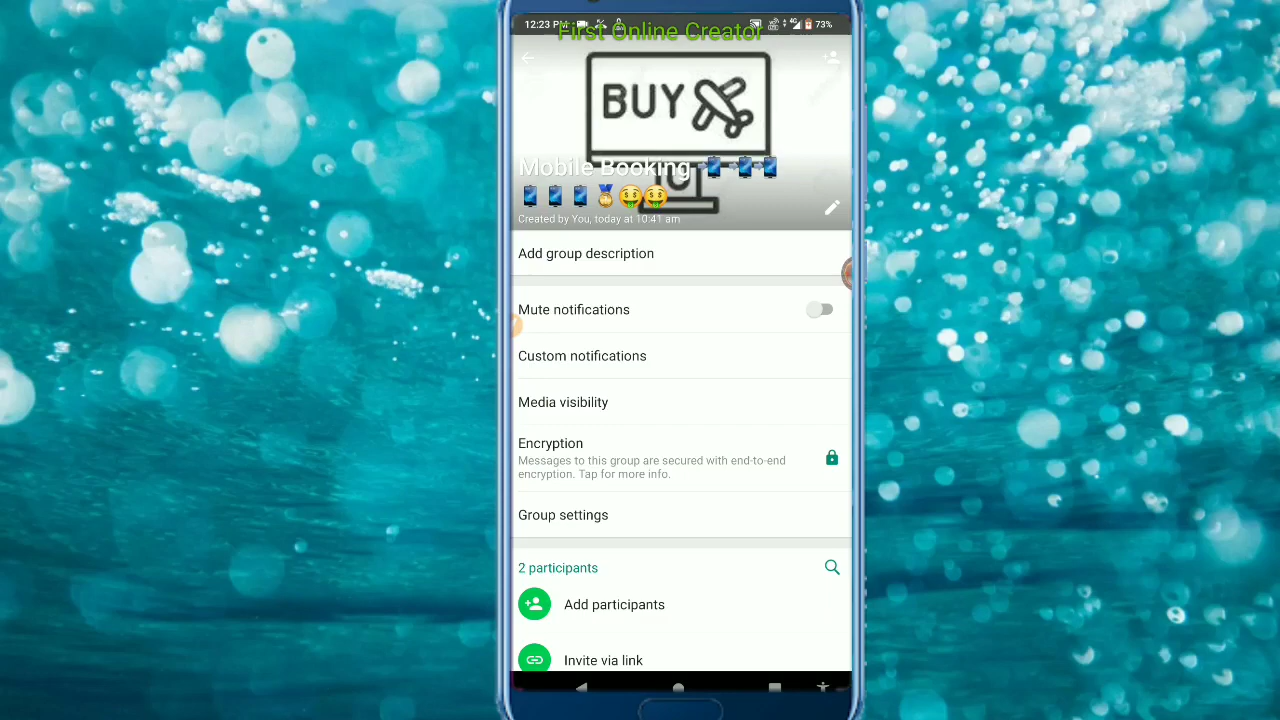 12:23 PM 4G 73%
First Online Creator
BUY
Mobile Booking
Created by You, today at 10:41 am
Add group description
Mute notifications
Custom notifications
Media visibility
Encryption
Messages to this group are secured with end-to-end
encryption. Tap for more info.
Group settings
2 participants
Add participants
Invite via link